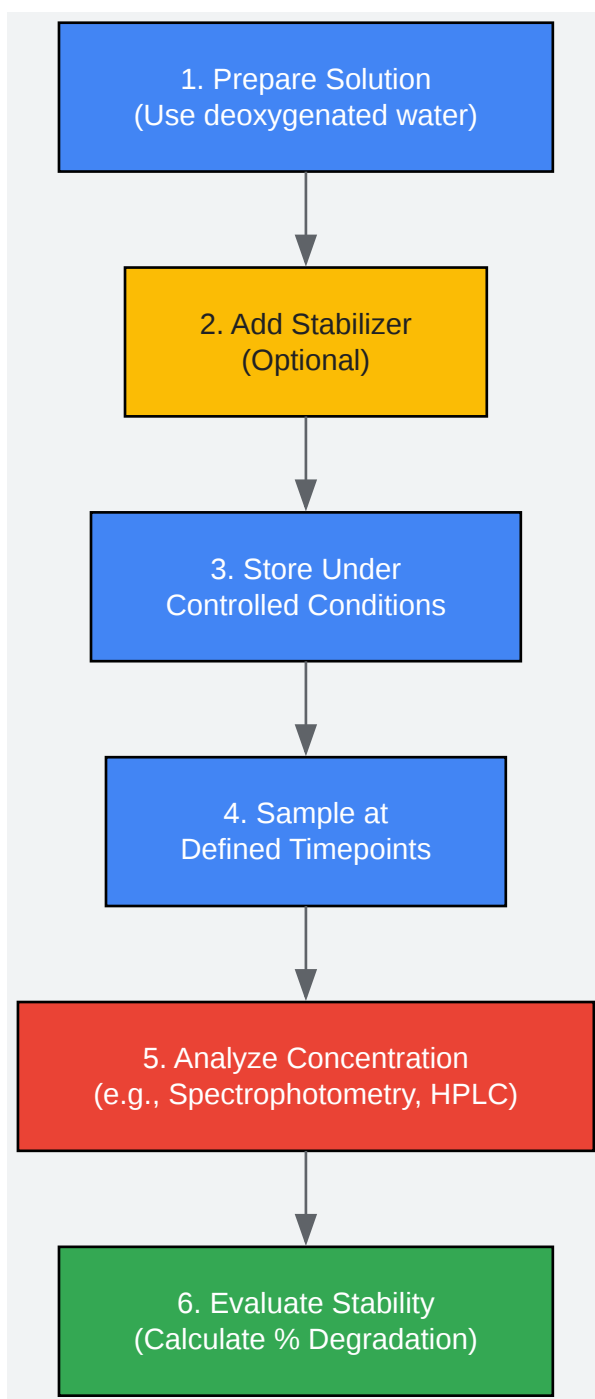 1. Prepare Solution
(Use deoxygenated water)
2. Add Stabilizer
(Optional)
3. Store Under
Controlled Conditions
4. Sample at
Defined Timepoints
5. Analyze Concentration
(e.g., Spectrophotometry, HPLC)
6. Evaluate Stability
(Calculate % Degradation)